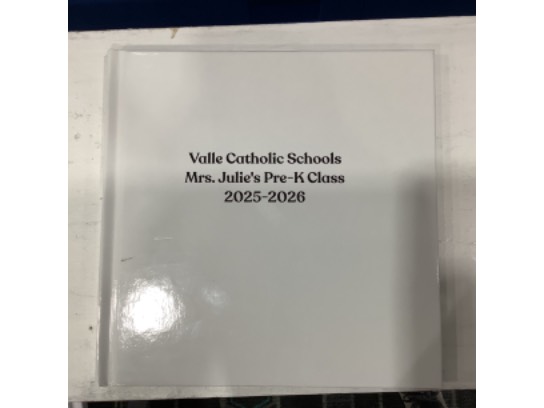 Valle Catholic Schools
Mrs. Julie's Pre-K Class
2025-2026